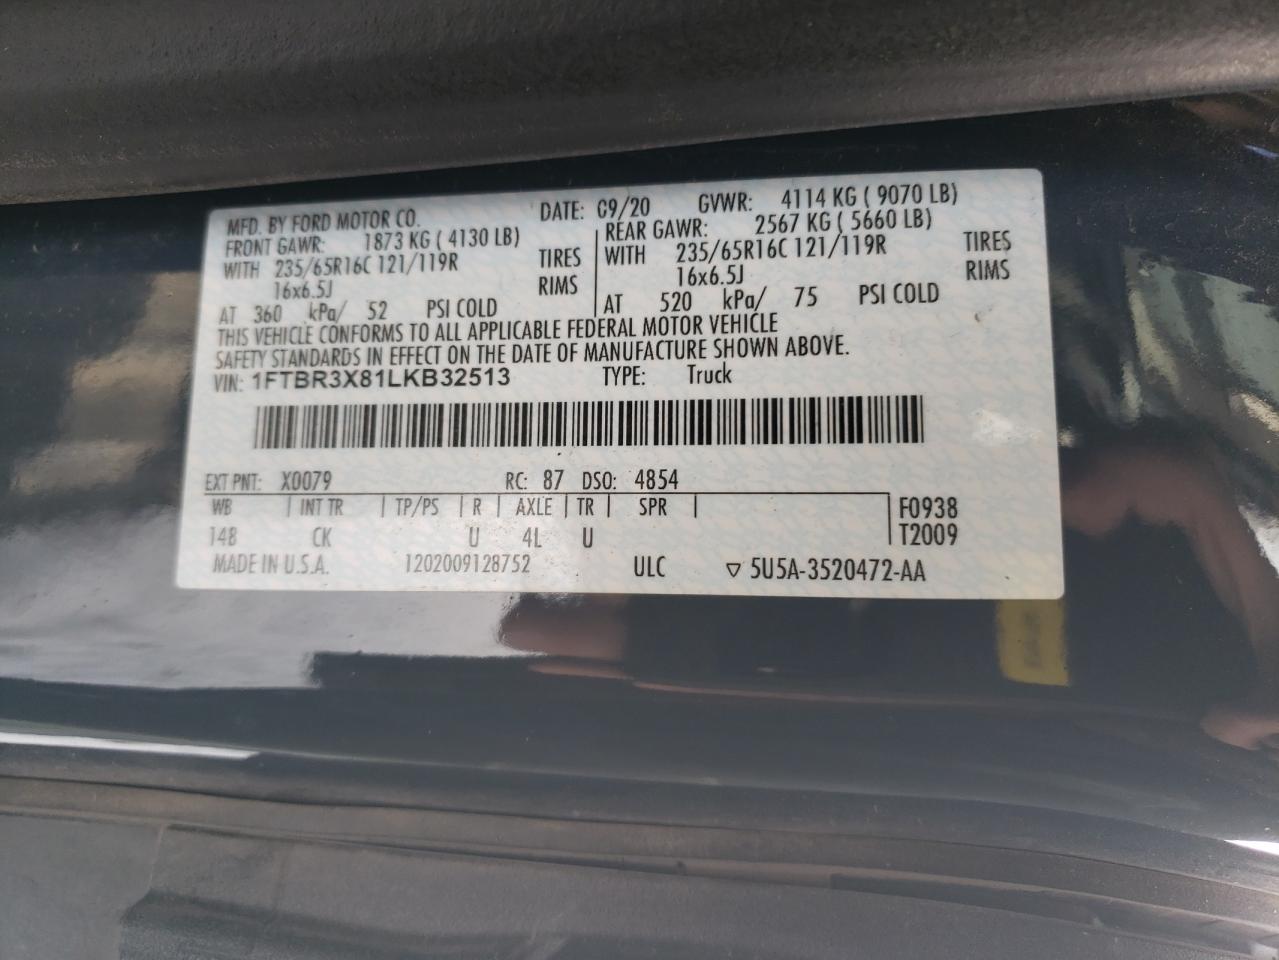 MFD. BY FORD MOTOR CO. DATE: 09/20 GVWR: 4114 KG ( 9070 LB)
FRONT GAWR: 1873 KG ( 4130 LB) REAR GAWR: 2567 KG ( 5660 LB)
WITH 235/65R16C 121/119R TIRES WITH 235/65R16C 121/119R TIRES
16x6.5J RIMS 16x6.5J RIMS
AT 360 kPa/ 52 PSI COLD AT 520 kPa/ 75 PSI COLD
THIS VEHICLE CONFORMS TO ALL APPLICABLE FEDERAL MOTOR VEHICLE
SAFETY STANDARDS IN EFFECT ON THE DATE OF MANUFACTURE SHOWN ABOVE.
VIN: 1FTBR3X81LKB32513 TYPE: Truck
EXT PNT: X0079 RC: 87 DSO: 4854
WB INT TR TP/PS R AXLE TR SPR F0938
148 CK U 4L U T2009
MADE IN U.S.A. 1202009128752 ULC ▽ 5U5A-3520472-AA